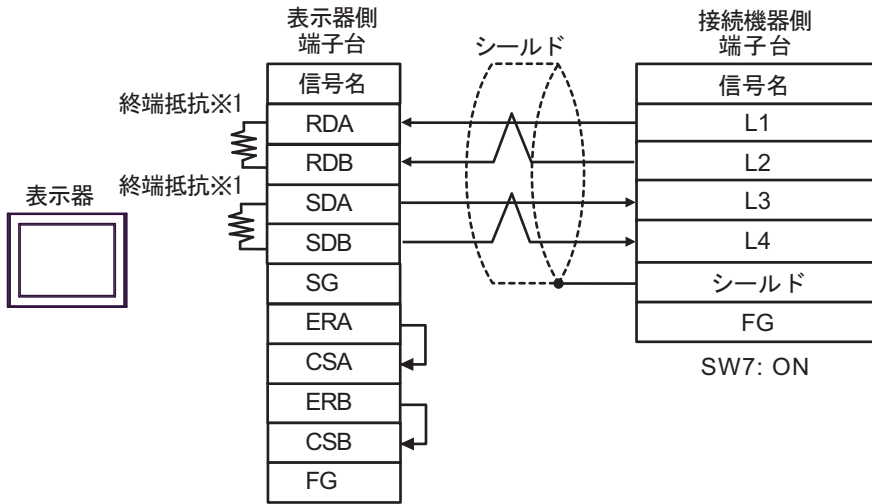 表示器側
端子台
シールド
接続機器側
端子台
信号名
信号名
終端抵抗※1
RDA
L1
RDB
L2
表示器
終端抵抗※1
SDA
L3
SDB
L4
SG
シールド
ERA
FG
CSA
SW7: ON
ERB
CSB
FG